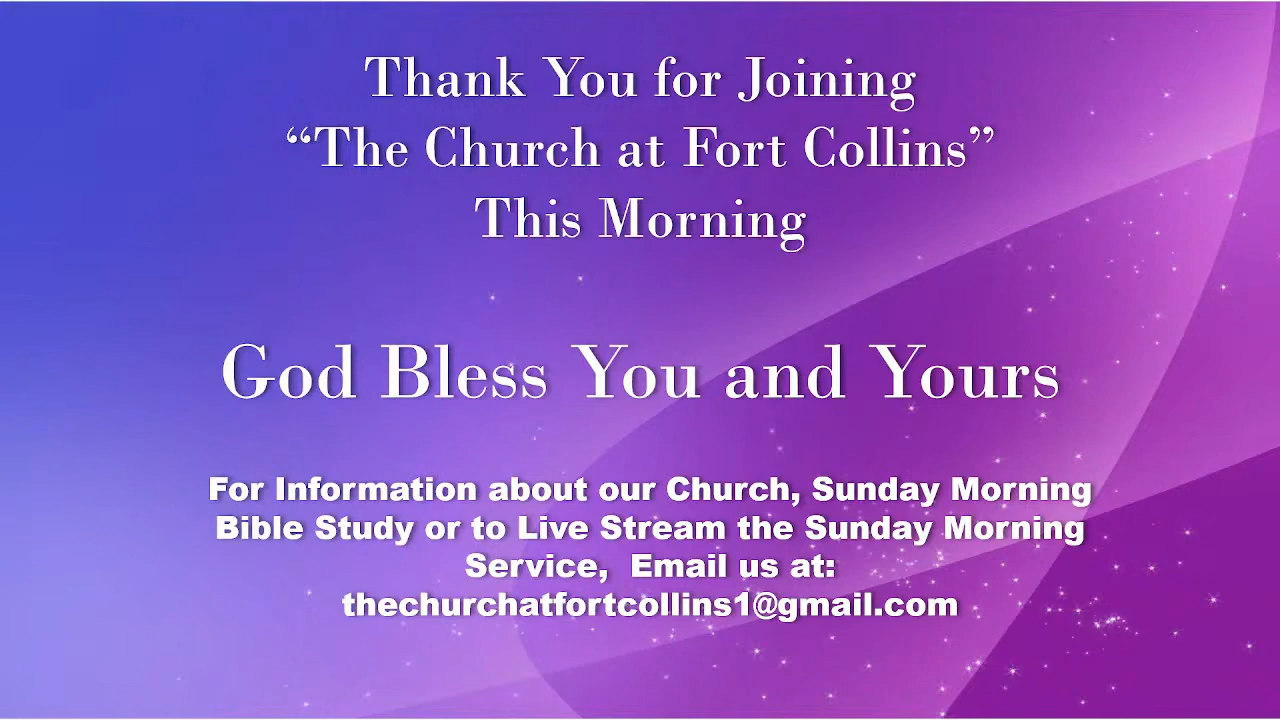 Thank You for Joining
“The Church at Fort Collins”
This Morning
God Bless You and Yours
For Information about our Church, Sunday Morning
Bible Study or to Live Stream the Sunday Morning
Service,  Email us at:
thechurchatfortcollins1@gmail.com